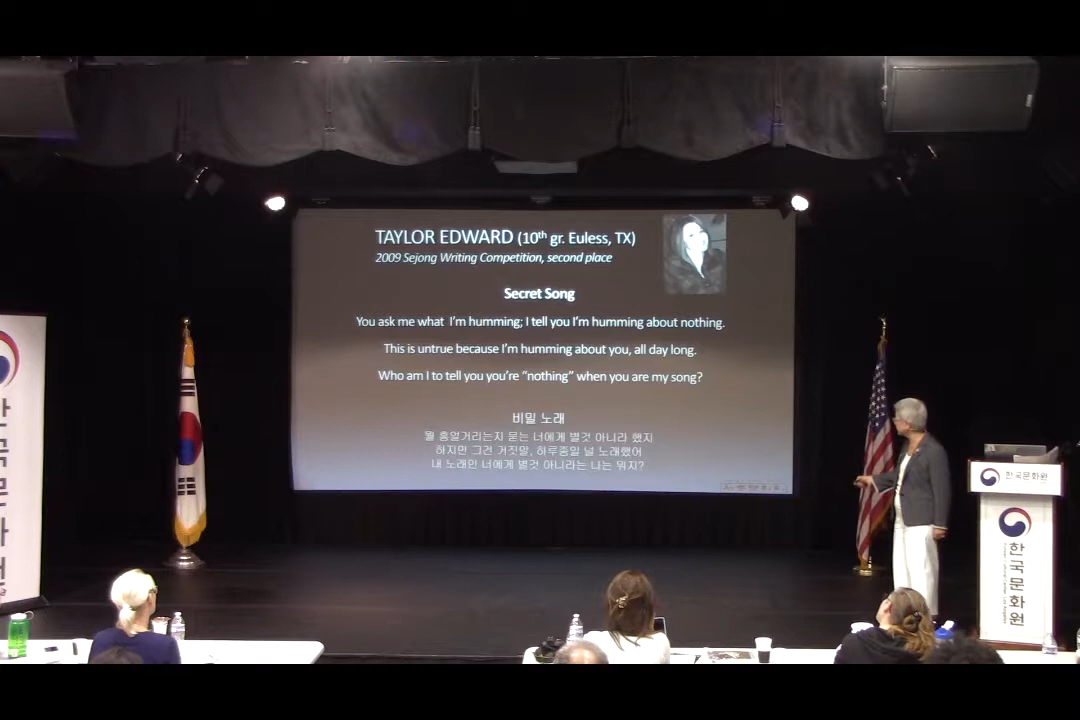 TAYLOR EDWARD (10th gr. Euless, TX)
2009 Sejong Writing Competition, second place
Secret Song
You ask me what I'm humming; I tell you I'm humming about nothing.
This is untrue because I'm humming about you, all day long.
Who am I to tell you you're "nothing" when you are my song?
비밀 노래
뭘 흥얼거리는지 묻는 너에게 별것 아니라 했지
하지만 그건 거짓말, 하루종일 널 노래했어
내 노래인 너에게 별것 아니라는 나는 뭐지?
한국문화원
한국문화원